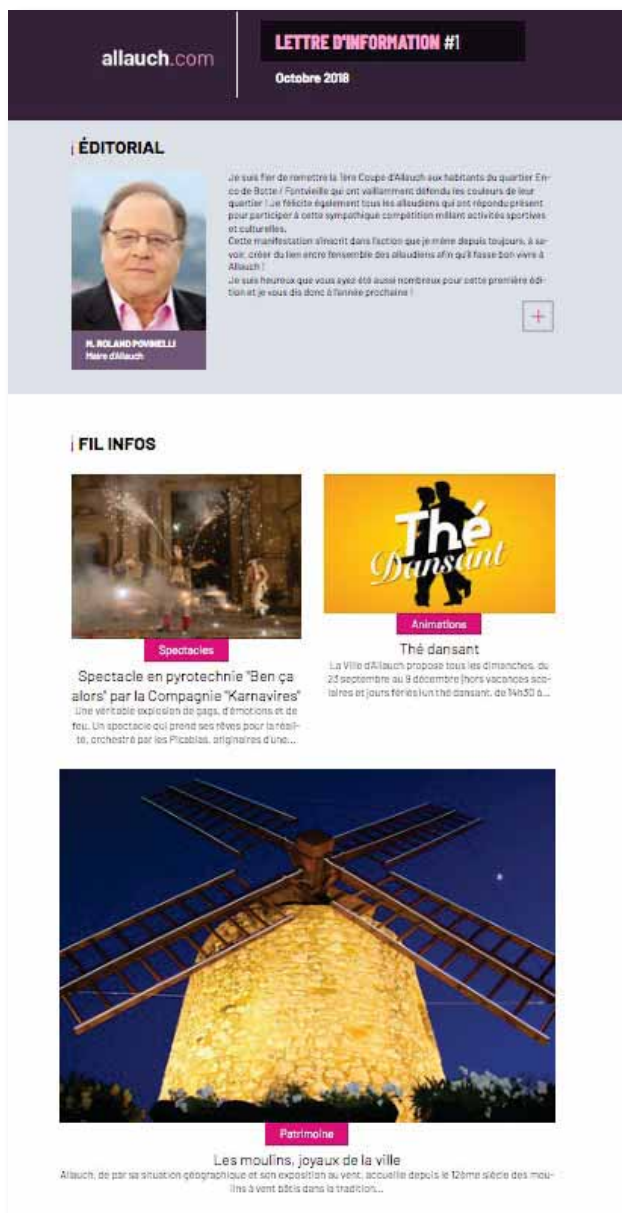 allauch.com
LETTRE D'INFORMATION #1
Octobre 2018
ÉDITORIAL
Je suis fier de remettre la 1ère Coupe d'Allauch aux habitants du quartier En-
co de Botte / Fontvieille qui ont vaillamment défendu les couleurs de leur
quartier ! Je félicite également tous les allaudiens qui ont répondu présent
pour participer à cette sympathique compétition mêlant activités sportives
et culturelles.
Cette manifestation s'inscrit dans l'action que je mène depuis toujours, à sa-
voir, créer du lien entre l'ensemble des allaudiens afin qu'il fasse bon vivre à
Allauch !
Je suis heureux que vous ayez été aussi nombreux pour cette première édi-
tion et je vous dis donc à l'année prochaine !
+
M. ROLAND POVINELLI
Maire d'Allauch
FIL INFOS
Thé
Dansant
Spectacles
Spectacle en pyrotechnie "Ben ça
alors" par la Compagnie "Karnavires"
Une véritable explosion de gags, d'émotions et de
feu. Un spectacle qui prend ses rêves pour la réali-
té, orchestré par les Picablas, originaires d'une...
Animations
Thé dansant
La Ville d'Allauch propose tous les dimanches, du
23 septembre au 9 décembre (hors vacances sco-
laires et jours fériés) un thé dansant, de 14h30 à...
Patrimoine
Les moulins, joyaux de la ville
Allauch, de par sa situation géographique et son exposition au vent, accueille depuis le 12ème siècle des mou-
lins à vent bâtis dans la tradition...